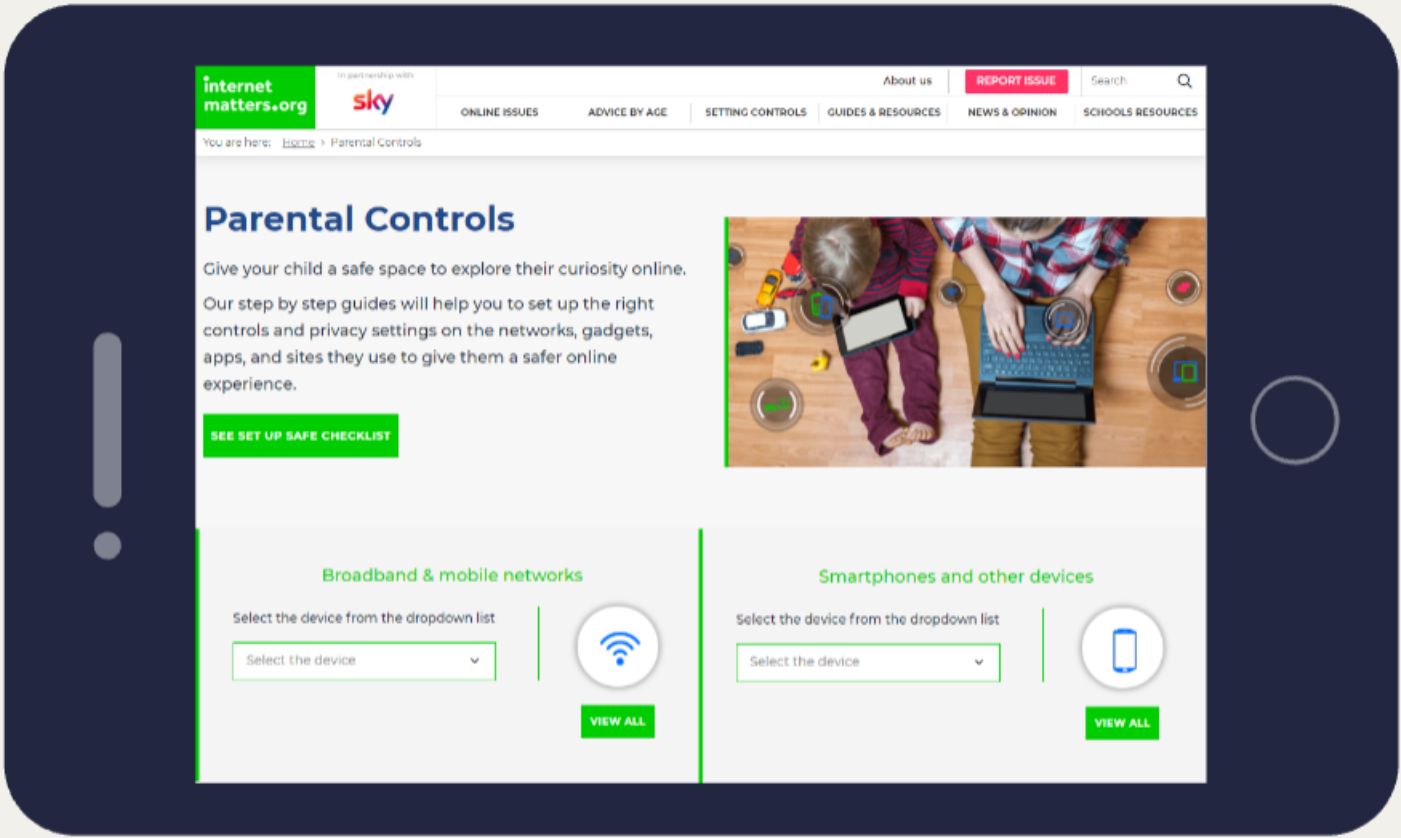 internet
matters.org
In partnership with
sky
About us
REPORT ISSUE
Search
ONLINE ISSUES
ADVICE BY AGE
SETTING CONTROLS
GUIDES & RESOURCES
NEWS & OPINION
SCHOOLS RESOURCES
You are here: Home > Parental Controls
Parental Controls
Give your child a safe space to explore their curiosity online.
Our step by step guides will help you to set up the right
controls and privacy settings on the networks, gadgets,
apps, and sites they use to give them a safer online
experience.
SEE SET UP SAFE CHECKLIST
Broadband & mobile networks
Select the device from the dropdown list
Select the device
VIEW ALL
Smartphones and other devices
Select the device from the dropdown list
Select the device
VIEW ALL